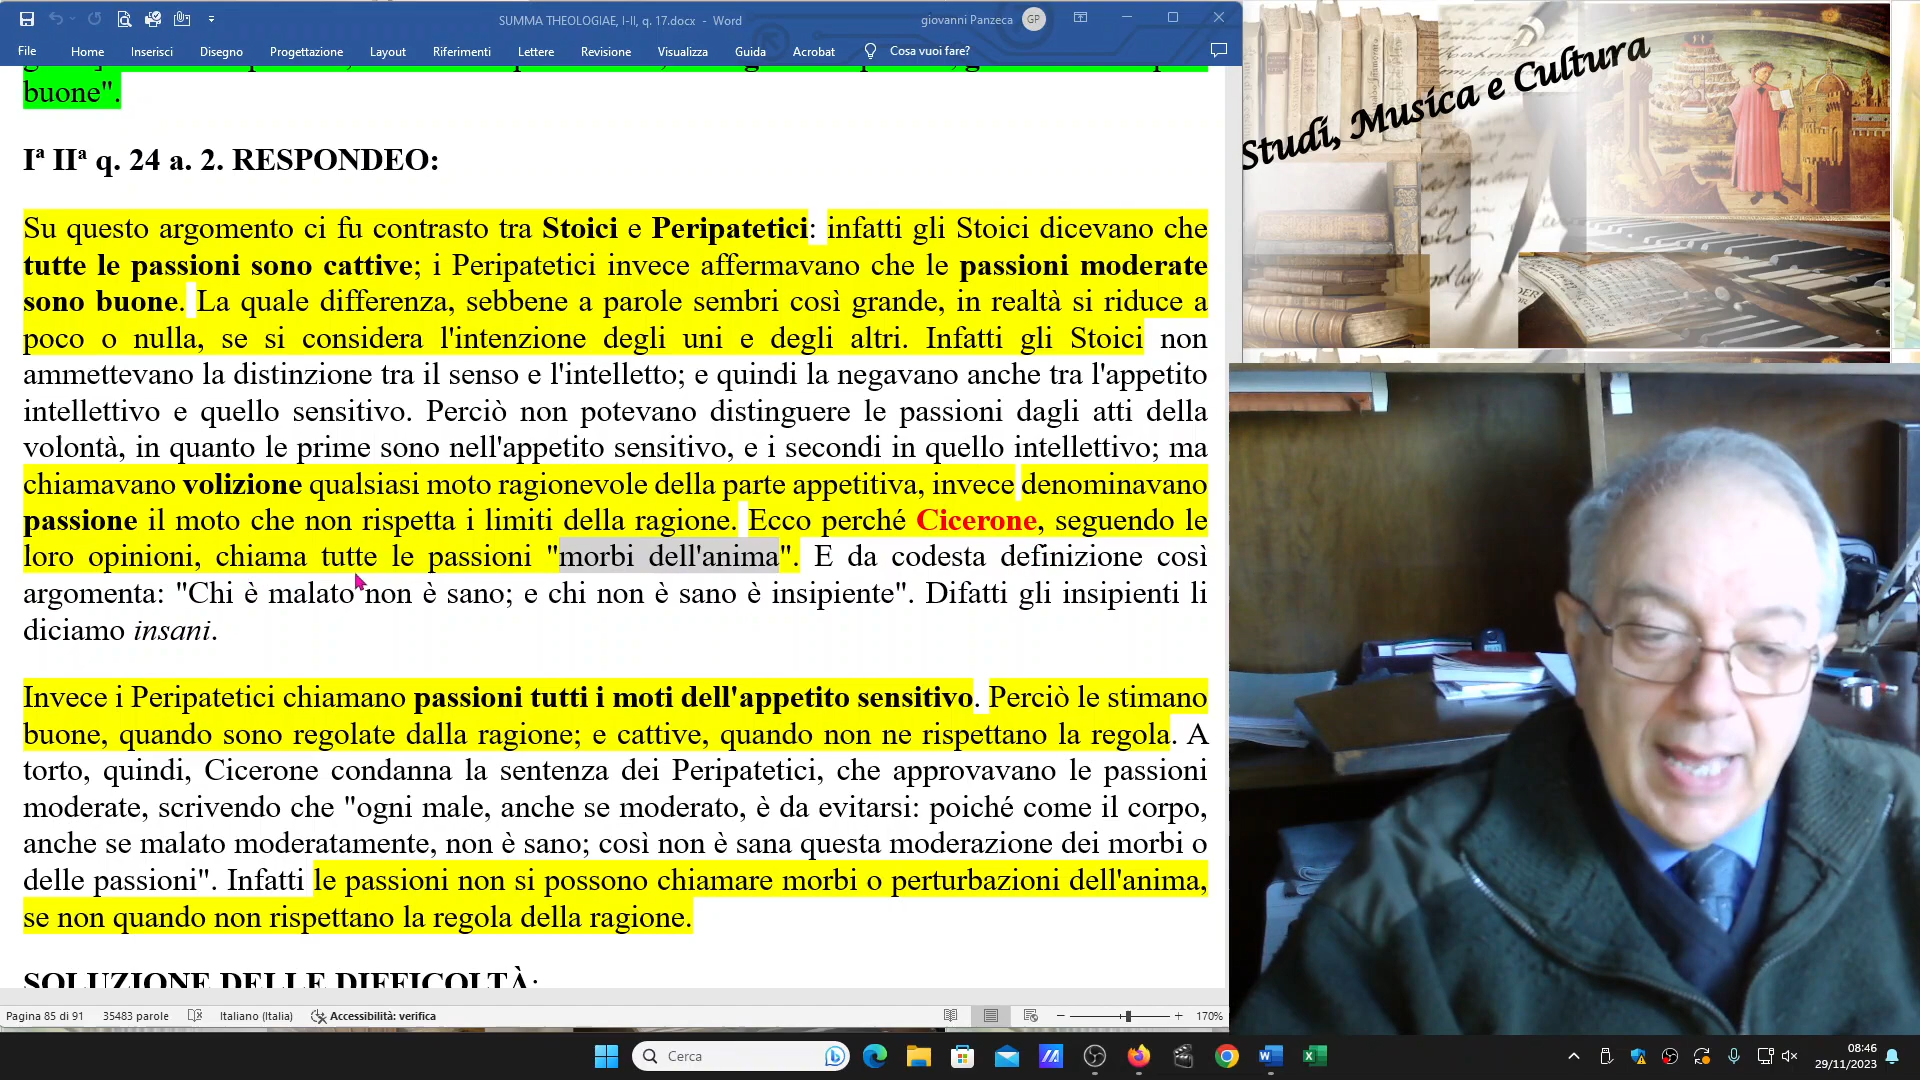 SUMMA THEOLOGIAE, I-II, q. 17.docx - Word
giovanni Panzeca
GP
File Home Inserisci Disegno Progettazione Layout Riferimenti Lettere Revisione Visualizza Guida Acrobat Cosa vuoi fare?
buone".
Iª IIª q. 24 a. 2. RESPONDEO:
Su questo argomento ci fu contrasto tra Stoici e Peripatetici: infatti gli Stoici dicevano che
tutte le passioni sono cattive; i Peripatetici invece affermavano che le passioni moderate
sono buone. La quale differenza, sebbene a parole sembri così grande, in realtà si riduce a
poco o nulla, se si considera l'intenzione degli uni e degli altri. Infatti gli Stoici non
ammettevano la distinzione tra il senso e l'intelletto; e quindi la negavano anche tra l'appetito
intellettivo e quello sensitivo. Perciò non potevano distinguere le passioni dagli atti della
volontà, in quanto le prime sono nell'appetito sensitivo, e i secondi in quello intellettivo; ma
chiamavano volizione qualsiasi moto ragionevole della parte appetitiva, invece denominavano
passione il moto che non rispetta i limiti della ragione. Ecco perché Cicerone, seguendo le
loro opinioni, chiama tutte le passioni "morbi dell'anima". E da codesta definizione così
argomenta: "Chi è malato non è sano; e chi non è sano è insipiente". Difatti gli insipienti li
diciamo insani.
Invece i Peripatetici chiamano passioni tutti i moti dell'appetito sensitivo. Perciò le stimano
buone, quando sono regolate dalla ragione; e cattive, quando non ne rispettano la regola. A
torto, quindi, Cicerone condanna la sentenza dei Peripatetici, che approvavano le passioni
moderate, scrivendo che "ogni male, anche se moderato, è da evitarsi: poiché come il corpo,
anche se malato moderatamente, non è sano; così non è sana questa moderazione dei morbi o
delle passioni". Infatti le passioni non si possono chiamare morbi o perturbazioni dell'anima,
se non quando non rispettano la regola della ragione.
SOLUZIONE DELLE DIFFICOLTÀ:
Pagina 85 di 91 35483 parole Italiano (Italia) Accessibilità: verifica 170%
Studi, Musica e Cultura
Cerca
08:46
29/11/2023